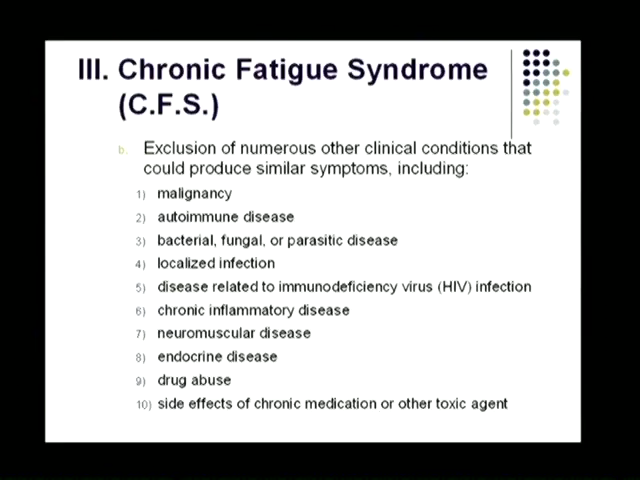 III. Chronic Fatigue Syndrome
(C.F.S.)
b. Exclusion of numerous other clinical conditions that
could produce similar symptoms, including:
1) malignancy
2) autoimmune disease
3) bacterial, fungal, or parasitic disease
4) localized infection
5) disease related to immunodeficiency virus (HIV) infection
6) chronic inflammatory disease
7) neuromuscular disease
8) endocrine disease
9) drug abuse
10) side effects of chronic medication or other toxic agent